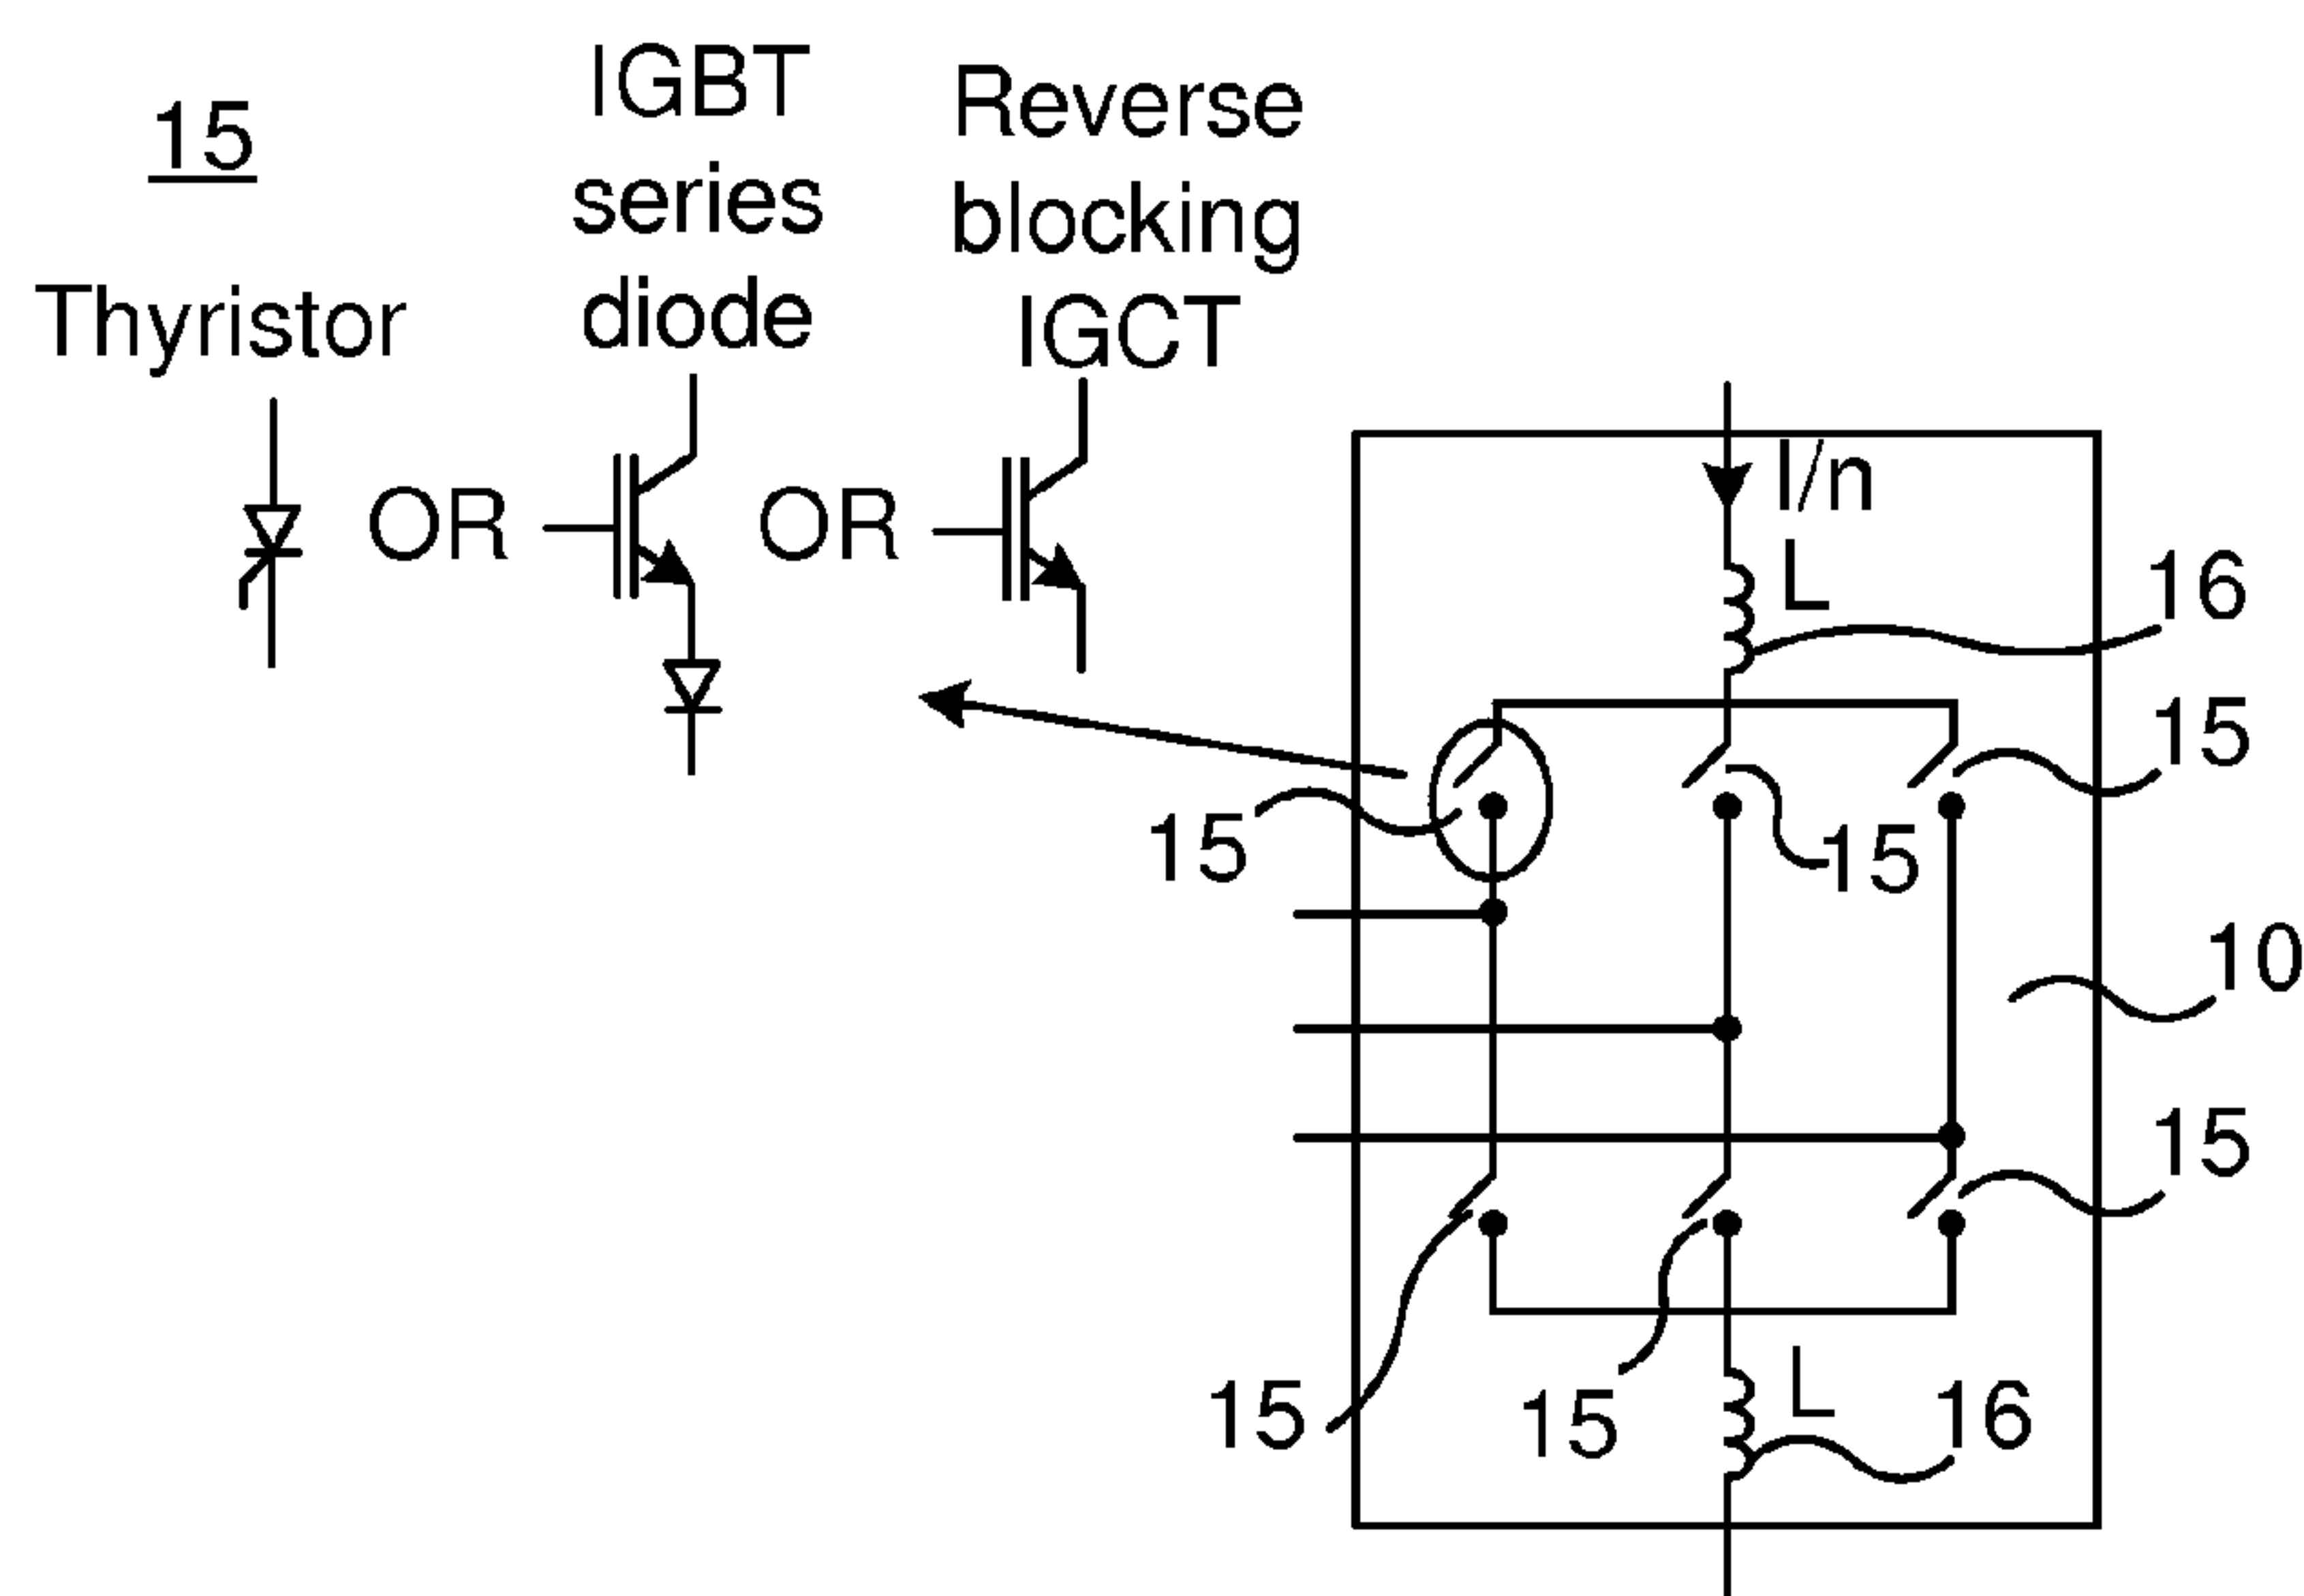 15
Thyristor
IGBT
series
diode
Reverse
blocking
IGCT
OR
OR
I/n
L
16
15
15
15
10
15
15
15
L
16